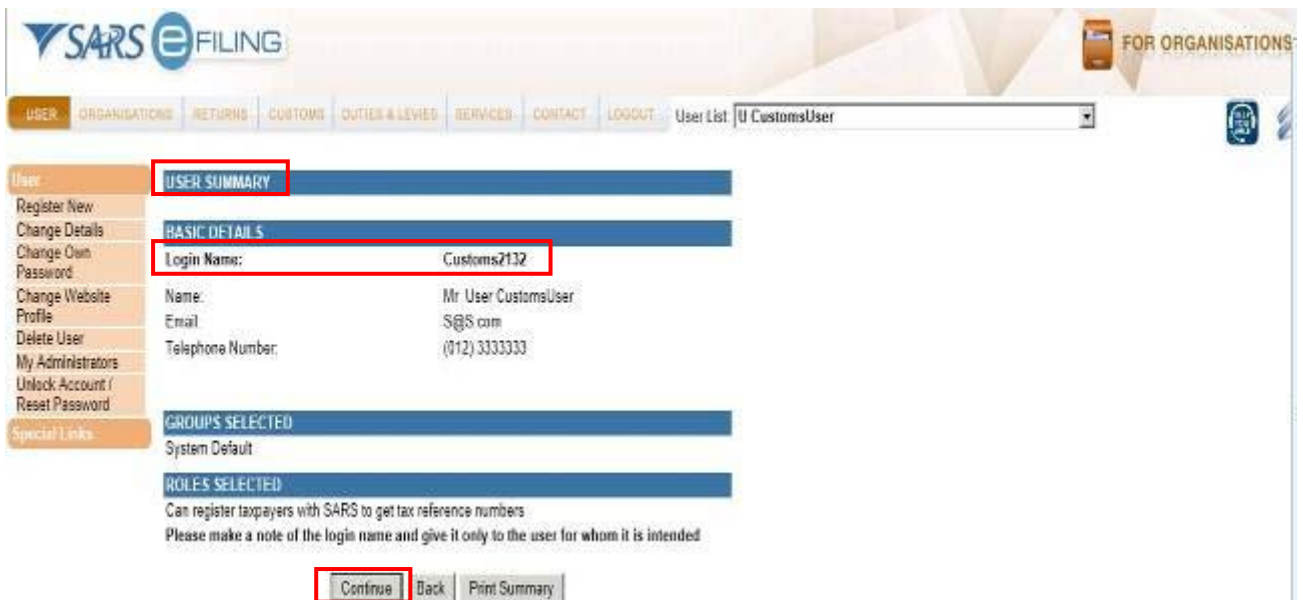 SARS e FILING
FOR ORGANISATIONS
USER ORGANISATIONS RETURNS CUSTOMS DUTIES & LEVIES SERVICES CONTACT LOGOUT User List: U CustomsUser
User
Register New
Change Details
Change Own
Password
Change Website
Profile
Delete User
My Administrators
Unlock Account /
Reset Password
Special Links
USER SUMMARY
BASIC DETAILS
Login Name: Customs2132
Name: Mr User CustomsUser
Email: S@S.com
Telephone Number: (012) 3333333
GROUPS SELECTED
System Default
ROLES SELECTED
Can register taxpayers with SARS to get tax reference numbers
Please make a note of the login name and give it only to the user for whom it is intended
Continue Back Print Summary